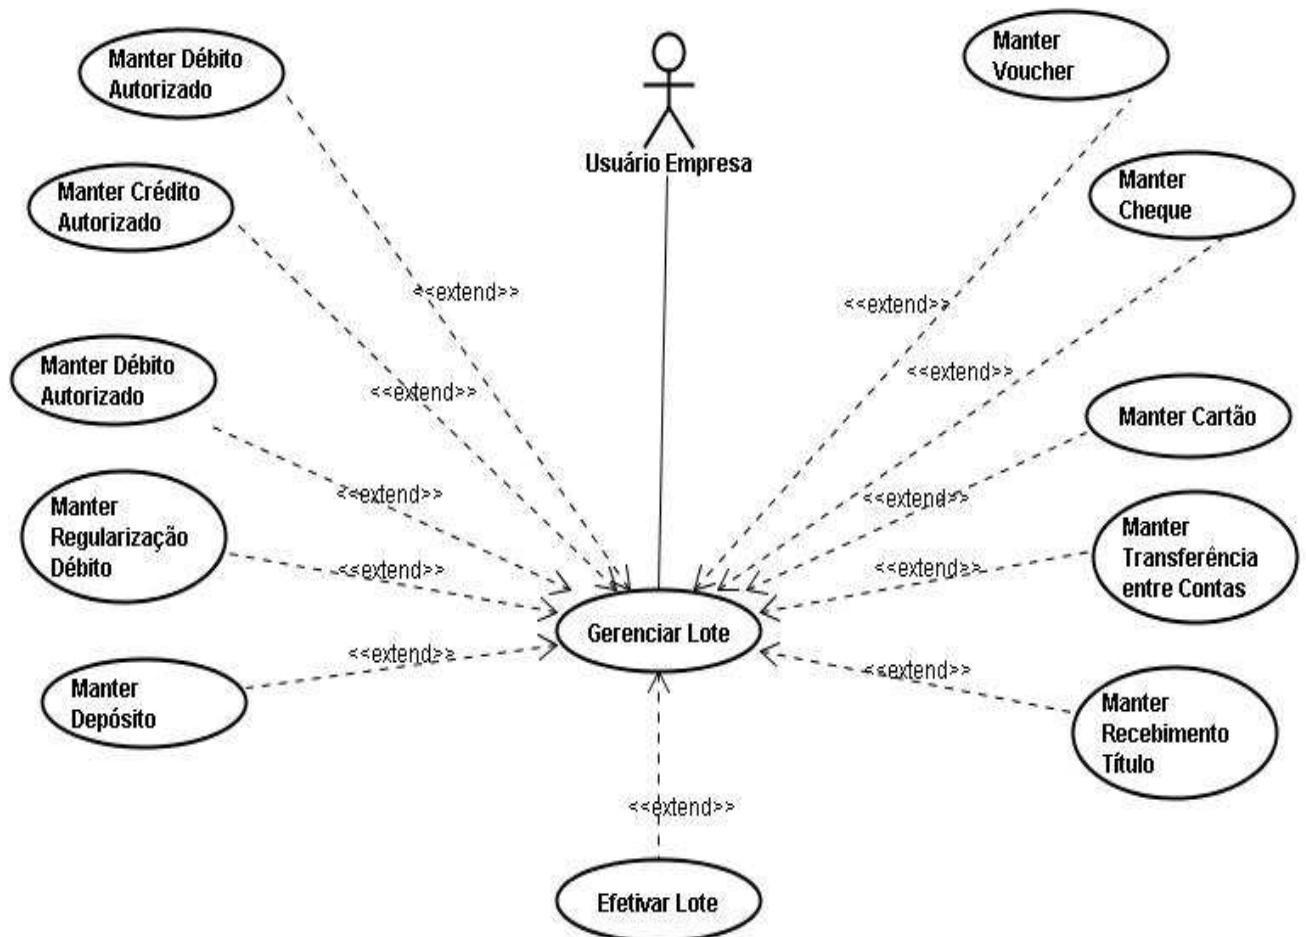 Manter Débito
Autorizado
Usuário Empresa
Manter
Voucher
Manter Crédito
Autorizado
Manter
Cheque
<<extend>>
<<extend>>
<<extend>>
<<extend>>
Manter Débito
Autorizado
Manter Cartão
<<extend>>
<<extend>>
Manter
Regularização
Débito
Manter
Transferência
entre Contas
<<extend>>
<<extend>>
Gerenciar Lote
<<extend>>
<<extend>>
Manter
Depósito
Manter
Recebimento
Título
<<extend>>
Efetivar Lote